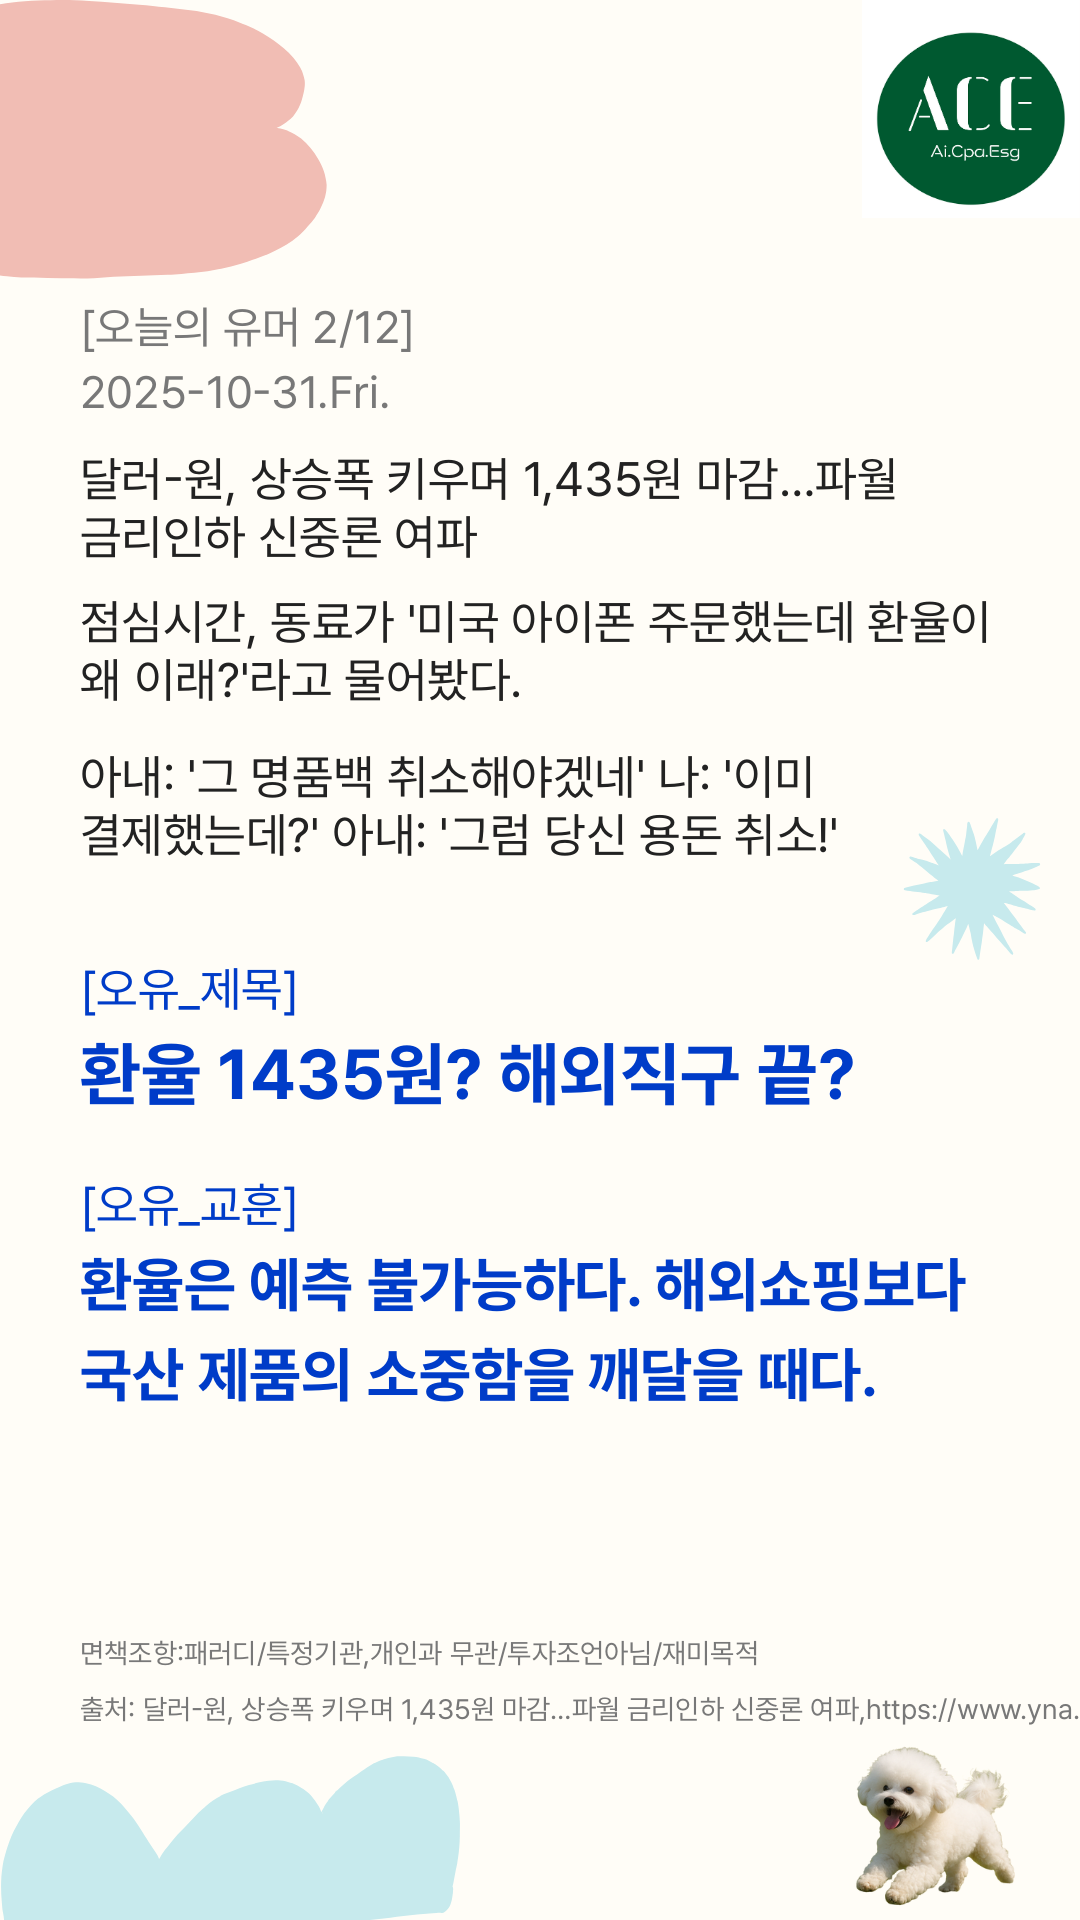 ACE
Ai.Cpa.Esg
[오늘의 유머 2/12]
2025-10-31.Fri.
달러-원, 상승폭 키우며 1,435원 마감…파월
금리인하 신중론 여파
점심시간, 동료가 '미국 아이폰 주문했는데 환율이
왜 이래?'라고 물어봤다.
아내: '그 명품백 취소해야겠네' 나: '이미
결제했는데?' 아내: '그럼 당신 용돈 취소!'
[오유_제목]
환율 1435원? 해외직구 끝?
[오유_교훈]
환율은 예측 불가능하다. 해외쇼핑보다
국산 제품의 소중함을 깨달을 때다.
면책조항:패러디/특정기관,개인과 무관/투자조언아님/재미목적
출처: 달러-원, 상승폭 키우며 1,435원 마감…파월 금리인하 신중론 여파,https://www.yna.